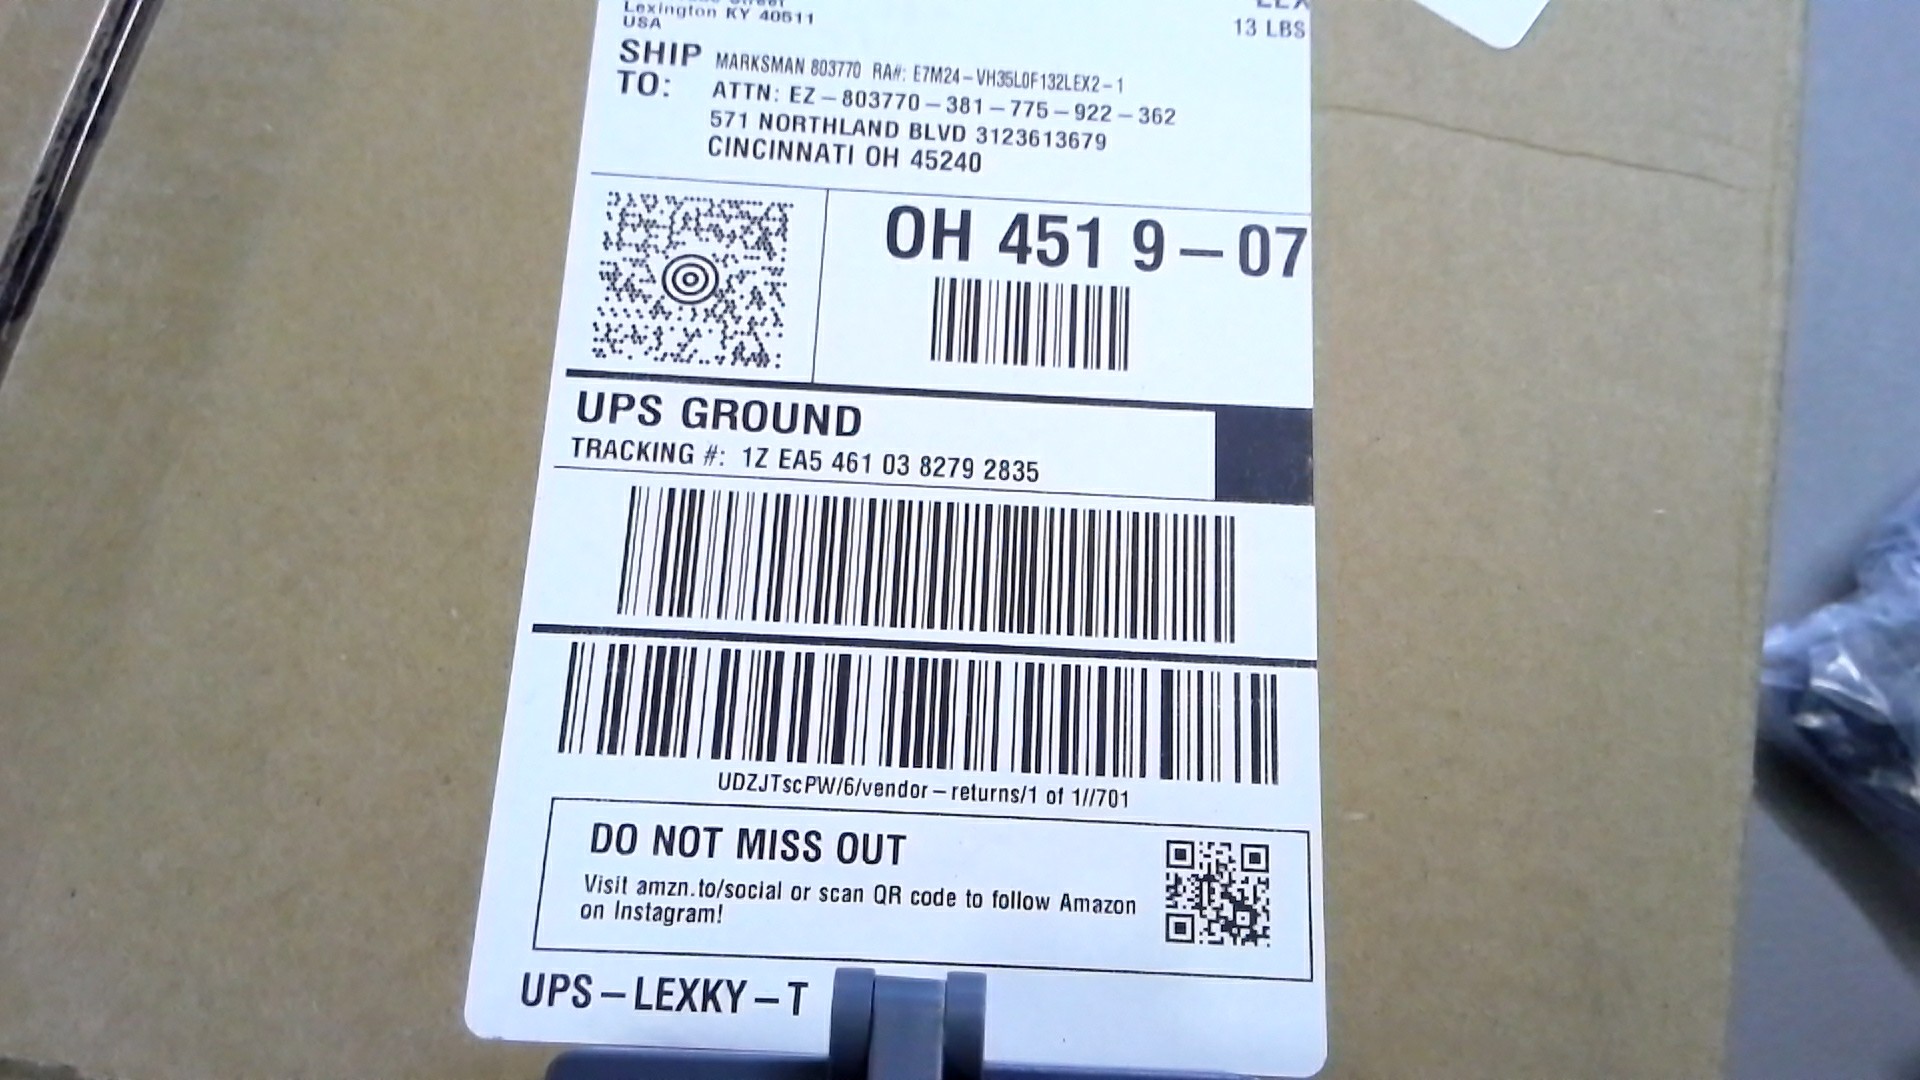 Lexington KY 40511
USA
13 LBS
SHIP TO:
MARKSMAN 803770 RA#: E7M24-VH35L0F132LEX2-1
ATTN: EZ-803770-381-775-922-362
571 NORTHLAND BLVD 3123613679
CINCINNATI OH 45240
OH 451 9-07
UPS GROUND
TRACKING #: 1Z EA5 461 03 8279 2835
UDZJTscPW/6/vendor-returns/1 of 1//701
DO NOT MISS OUT
Visit amzn.to/social or scan QR code to follow Amazon
on Instagram!
UPS-LEXKY-T